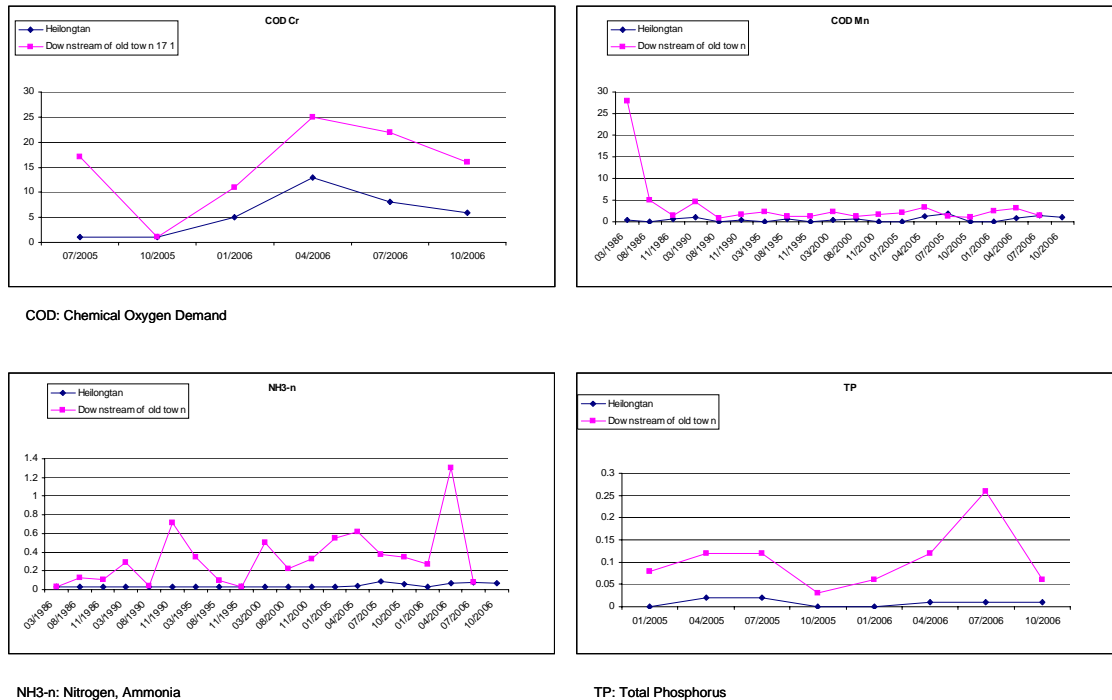 COD Cr
Heilongtan
Dow nstream of old tow n 17 1
30
25
20
15
10
5
0
07/2005 10/2005 01/2006 04/2006 07/2006 10/2006
COD Mn
Heilongtan
Dow nstream of old tow n
30
25
20
15
10
5
0
03/1986 08/1986 11/1986 03/1990 08/1990 11/1990 03/1995 08/1995 11/1995 03/2000 08/2000 11/2000 01/2005 04/2005 07/2005 10/2005 01/2006 04/2006 07/2006 10/2006
COD: Chemical Oxygen Demand
NH3-n
Heilongtan
Dow nstream of old tow n
1.4
1.2
1
0.8
0.6
0.4
0.2
0
03/1986 08/1986 11/1986 03/1990 08/1990 11/1990 03/1995 08/1995 11/1995 03/2000 08/2000 11/2000 01/2005 04/2005 07/2005 10/2005 01/2006 04/2006 07/2006 10/2006
TP
Heilongtan
Dow nstream of old tow n
0.3
0.25
0.2
0.15
0.1
0.05
0
01/2005 04/2005 07/2005 10/2005 01/2006 04/2006 07/2006 10/2006
NH3-n: Nitrogen, Ammonia
TP: Total Phosphorus